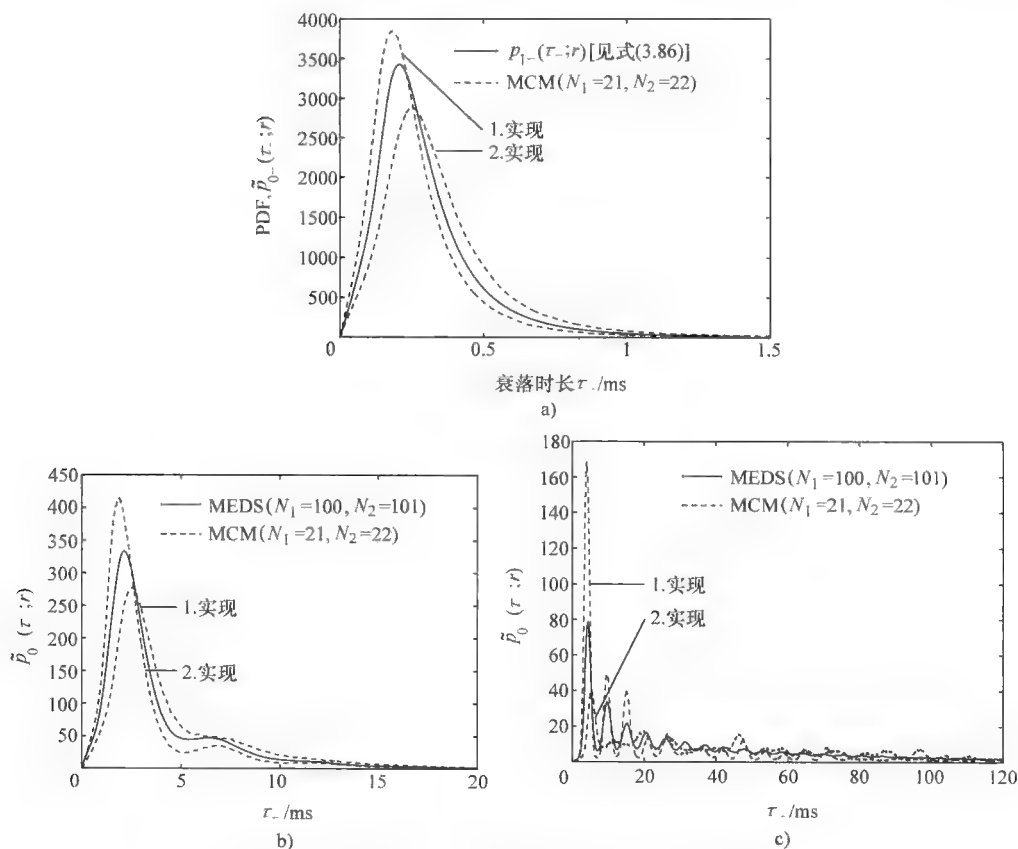 4000
3500
3000
2500
2000
1500
1000
500
0
0.5
1
1.5
PDF, p̃₀₋(τ₋;r)
p₁₋(τ₋;r)[见式(3.86)]
MCM(N₁=21, N₂=22)
1.实现
2.实现
衰落时长τ₋/ms
a)
450
400
350
300
250
200
150
100
50
0
5
10
15
20
p̃₀ (τ ;r)
MEDS(N₁=100, N₂=101)
MCM(N₁=21, N₂=22)
1.实现
2.实现
τ₋/ms
b)
180
160
140
120
100
80
60
40
20
0
20
40
60
80
100
120
p̃₀ (τ ;r)
MEDS(N₁=100, N₂=101)
MCM(N₁=21, N₂=22)
1.实现
2.实现
τ₋/ms
c)